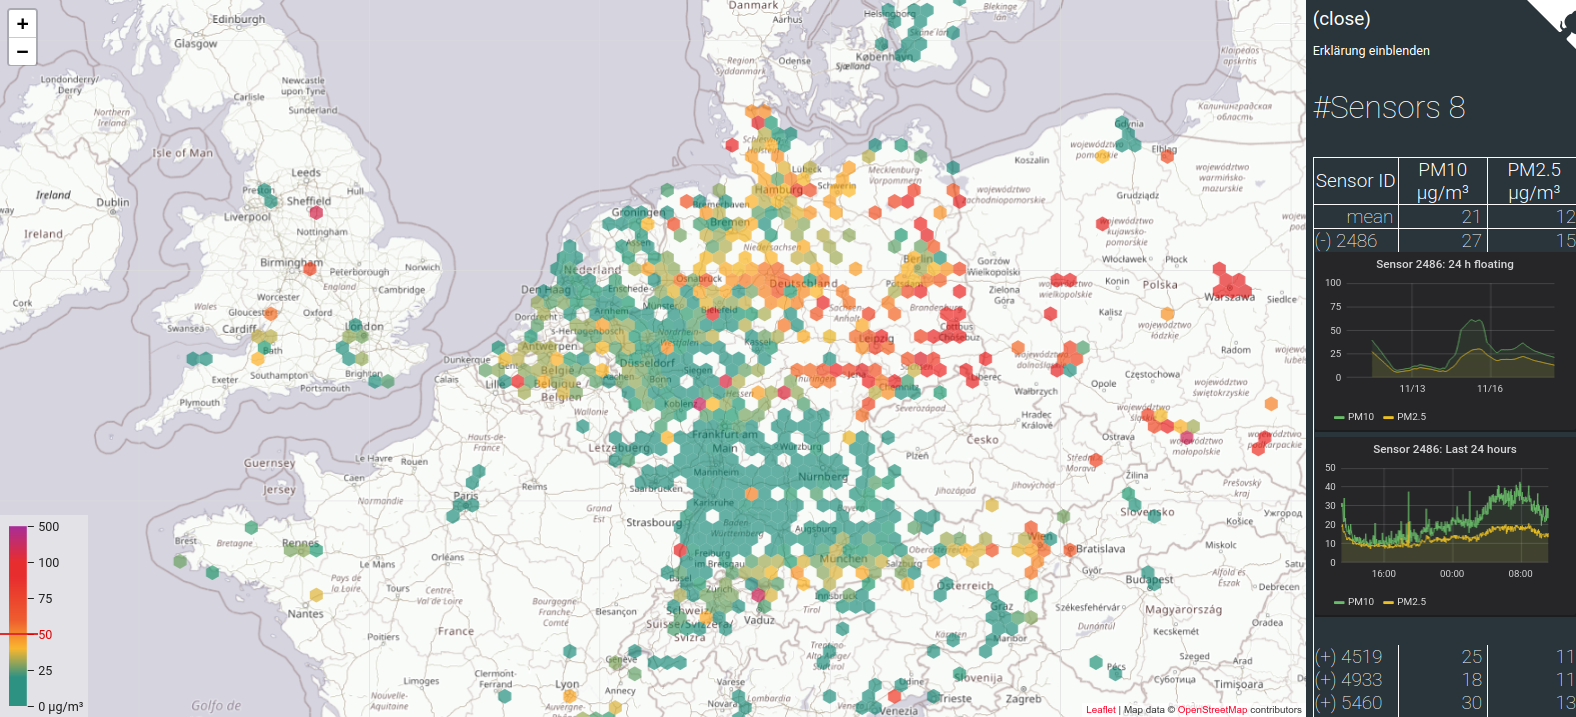 +
−
Edinburgh
Glasgow
Londonderry/
Derry
Northern
Ireland
Carlisle
Newcastle
upon Tyne
Sunderland
Isle of Man
Ireland
Dublin
Preston
Leeds
Hull
Liverpool
Sheffield
Nottingham
Ireland
Birmingham
Peterborough
Norwich
Cambridge
Cork
Wales
Worcester
Gloucester
Oxford
Swansea
Cardiff
London
Bath
Exeter
Southampton
Brighton
Portsmouth
Plymouth
Danmark
Aarhus
Helsingborg
Skåne län
Blekinge
län
Region
Syddanmark
Odense
Sjælland
København
Klaipėdos
apskritis
Калининградская
область
Schleswig-
Holstein
Lübeck
Hamburg
Schwerin
Mecklenburg-
Vorpommern
Koszalin
Gdynia
Elbląg
województwo
pomorskie
województwo
warmińsko-
mazurskie
województwo
zachodniopomorskie
Grudziądz
województwo
kujawsko-
pomorskie
Groningen
Bremerhaven
Bremen
Assen
Niedersachsen
Nederland
Den Haag
Enschede
Osnabrück
Deutschland
Berlin
Potsdam
Gorzów
Wielkopolski
Włocławek
Płock
Konin
Polska
Warszawa
Siedlce
Zielona
Góra
województwo
wielkopolskie
Kalisz
województwo
łódzkie
Radom
Dordrecht
Arnhem
Münster
Bielefeld
's-Hertogenbosch
Nordrhein-
Westfalen
Sachsen-
Anhalt
Brandenburg
Cottbus
Chóśebuz
Dunkerque
Calais
Lille
Antwerpen
België
Belgique
Belgien
Düsseldorf
Aachen
Bonn
Siegen
Kassel
Leipzig
Thüringen
Jena
Sachsen
Chemnitz
Liberec
województwo
dolnośląskie
Opole
Częstochowa
województwo
świętokrzyskie
Wałbrzych
Wallonie
Koblenz
Hessen
Severozápad
Hradec
Králové
województwo
śląskie
Ostrava
województwo
małopolskie
województwo
podkarpackie
Hauts-
de-France
Lëtzebuerg
Frankfurt am
Main
Würzburg
Plzeň
Česko
Střední
Morava
Žilina
Prešovský
kraj
Guernsey
Le Havre
Rouen
Caen
Jersey
Normandie
Reims
Saarbrücken
Mannheim
Nürnberg
Jihozápad
Jihovýchod
Paris
Grand
Est
Karlsruhe
Strasbourg
Baden-
Württemberg
Augsburg
Bayern
Slovensko
Košice
Ужгород
Brest
Bretagne
Rennes
Le Mans
Orléans
Freiburg
im Breisgau
München
Salzburg
Oberösterreich
Wien
Bratislava
Miskolc
Pays de
la Loire
Tours
Centre-
Val de Loire
Bourgogne-
Franche-
Comté
Besançon
Basel
Zürich
Innsbruck
Österreich
Győr
Budapest
Alföld és
Észak
Debrecen
Satu
Nantes
Poitiers
France
Schweiz/
Suisse/Svizzera/
Svizra
Vaduz
Tirol
Graz
Székesfehérvár
Magyarország
Oradea
Maribor
Kärnten
Dunántúl
Kecskemét
Genève
Trentino-
Alto Adige/
Südtirol
Pécs
Szeged
Arad
Limoges
Clermont-
Ferrand
Lyon
Annecy
Varese
Novara
Lombardia
Udine
Venezia
Trieste
Slovenija
Zagreb
Суботица
Timișoara
Golfo de
Nouvelle-
Aquitaine
500
100
75
50
25
0 µg/m³
Leaflet | Map data © OpenStreetMap contributors
(close)
Erklärung einblenden
#Sensors 8
Sensor ID PM10 µg/m³ PM2.5 µg/m³
mean 21 12
(-) 2486 27 15
Sensor 2486: 24 h floating
100
75
50
25
0
11/13 11/16
PM10 PM2.5
Sensor 2486: Last 24 hours
50
40
30
20
10
0
16:00 00:00 08:00
PM10 PM2.5
(+) 4519 25 11
(+) 4933 18 11
(+) 5460 30 13